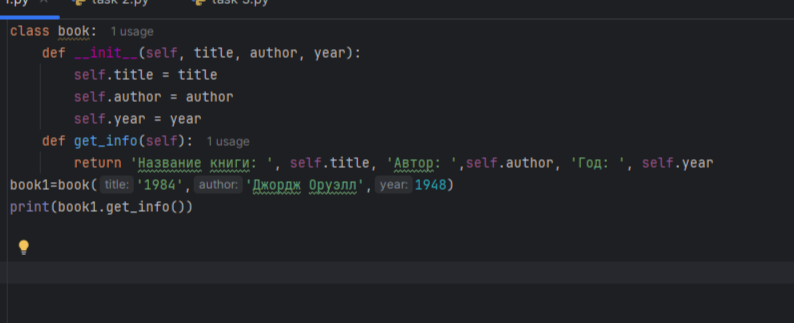 task 2.py task 3.py
class book: 1 usage
def __init__(self, title, author, year):
self.title = title
self.author = author
self.year = year
def get_info(self): 1 usage
return 'Название книги: ', self.title, 'Автор: ',self.author, 'Год: ', self.year
book1=book( title: '1984', author: 'Джордж Оруэлл', year: 1948)
print(book1.get_info())